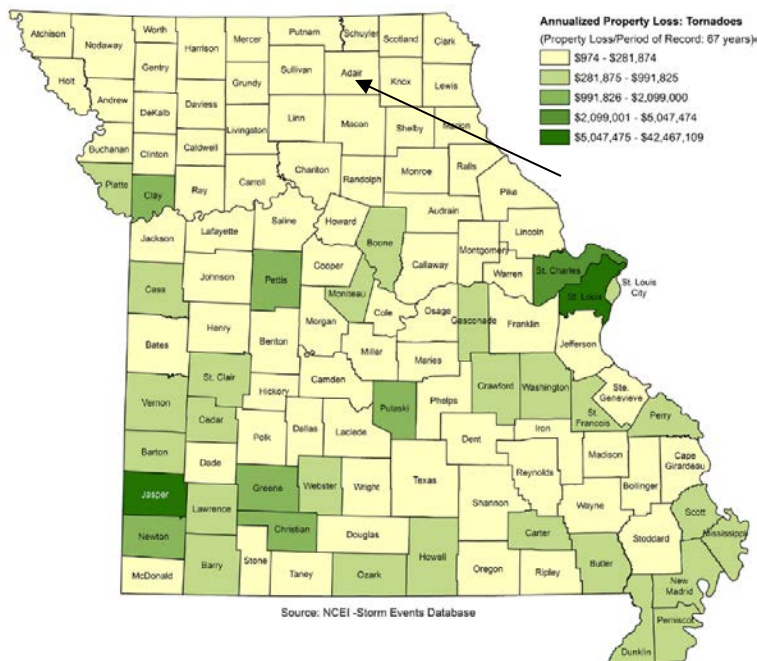 Annualized Property Loss: Tornadoes
(Property Loss/Period of Record: 67 years)
$974 - $281,874
$281,875 - $991,825
$991,826 - $2,099,000
$2,099,001 - $5,047,474
$5,047,475 - $42,467,109
Atchison
Nodaway
Worth
Harrison
Mercer
Putnam
Schuyler
Scotland
Clark
Holt
Gentry
Sullivan
Adair
Knox
Lewis
Andrew
DeKalb
Daviess
Grundy
Linn
Macon
Shelby
Marion
Buchanan
Clinton
Caldwell
Livingston
Chariton
Randolph
Monroe
Ralls
Pike
Platte
Clay
Ray
Carroll
Audrain
Jackson
Lafayette
Saline
Howard
Boone
Callaway
Montgomery
Lincoln
Warren
St. Charles
St. Louis
St. Louis
City
Cass
Johnson
Pettis
Cooper
Moniteau
Cole
Osage
Gasconade
Franklin
Jefferson
Bates
Henry
Benton
Morgan
Miller
Maries
Vernon
St. Clair
Hickory
Camden
Pulaski
Phelps
Crawford
Washington
St.
Francois
Ste.
Genevieve
Perry
Cedar
Barton
Dade
Polk
Dallas
Laclede
Dent
Iron
Madison
Cape
Girardeau
Bollinger
Reynolds
Jasper
Lawrence
Greene
Webster
Wright
Texas
Shannon
Wayne
Scott
Mississippi
Stoddard
Newton
Christian
Douglas
Howell
Carter
Butler
McDonald
Barry
Stone
Taney
Ozark
Oregon
Ripley
New
Madrid
Pemiscot
Dunklin
Source: NCEI -Storm Events Database